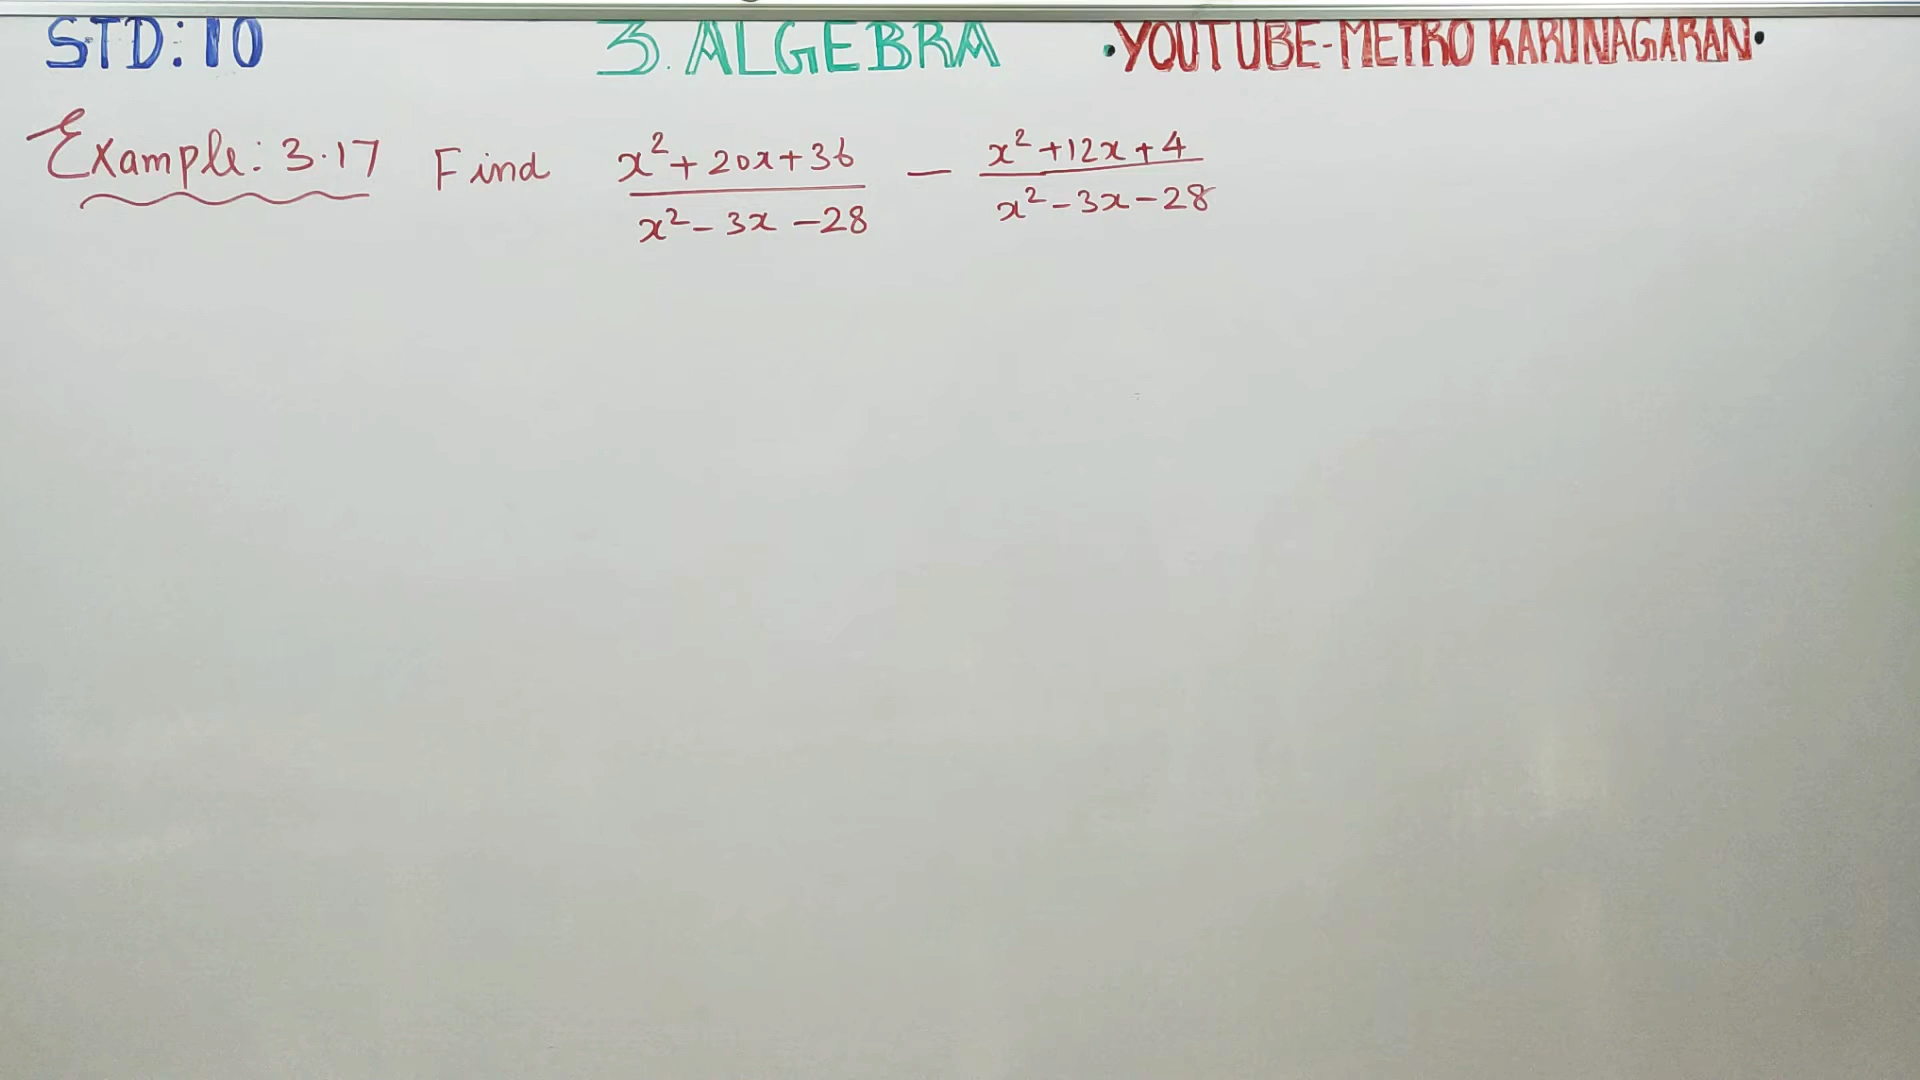 STD: 10 3. ALGEBRA • YOUTUBE-METRO KARUNAGARAN •
Example: 3.17 Find x²+20x+36 / x²-3x-28 - x²+12x+4 / x²-3x-28